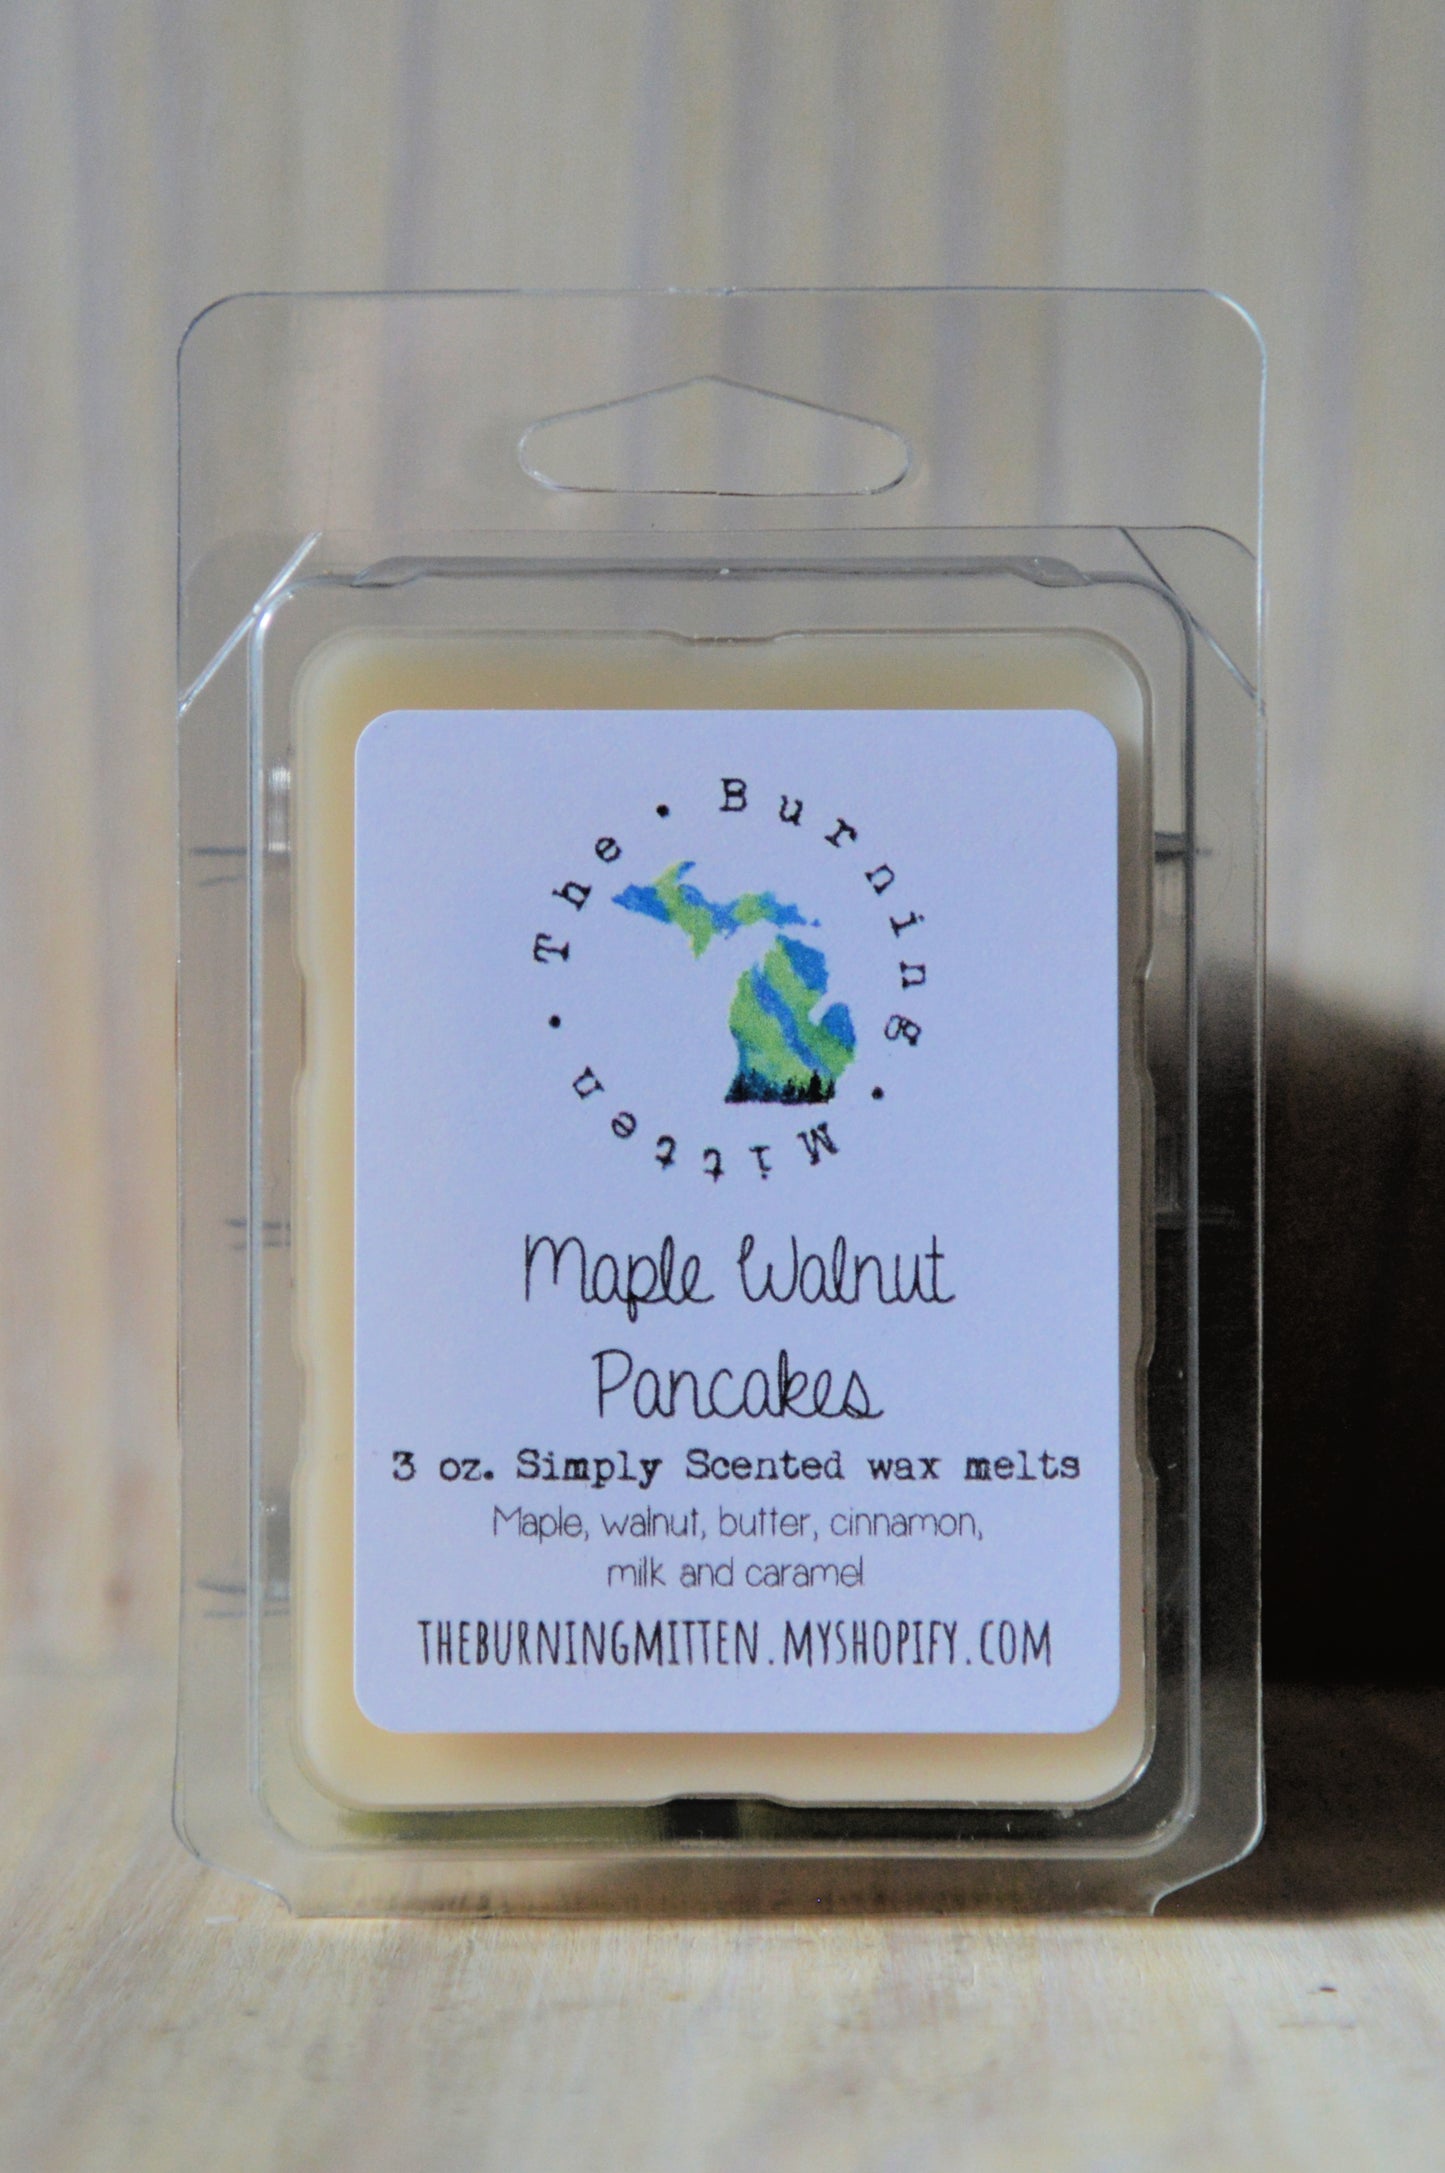 The • Burning • Mitten •
Maple Walnut
Pancakes
3 oz. Simply Scented wax melts
Maple, walnut, butter, cinnamon,
milk and caramel
THEBURNINGMITTEN.MYSHOPIFY.COM